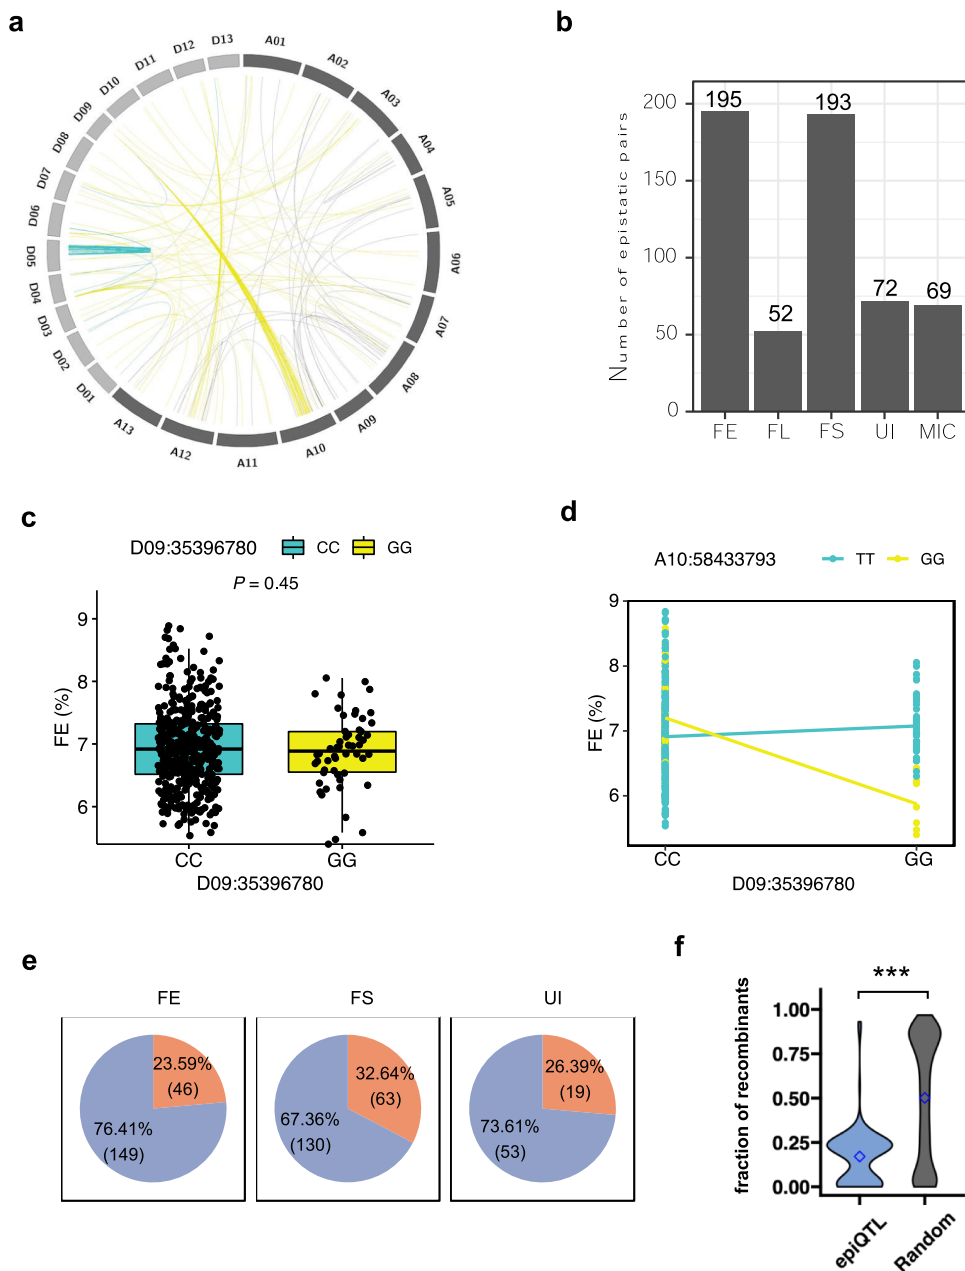 a
D13
A01
D12
A02
D11
A03
D10
D09
A04
D08
D07
A05
D06
A06
D05
D04
A07
D03
A08
D02
A09
D01
A13
A10
A12
A11
b
Number of epistatic pairs
200
150
100
50
0
195
52
193
72
69
FE FL FS UI MIC
c
D09:35396780 CC GG
P = 0.45
FE (%)
9
8
7
6
CC GG
D09:35396780
d
A10:58433793 TT GG
FE (%)
9
8
7
6
CC GG
D09:35396780
e
FE FS UI
23.59%
(46)
76.41%
(149)
32.64%
(63)
67.36%
(130)
26.39%
(19)
73.61%
(53)
f
***
fraction of recombinants
1.00
0.75
0.50
0.25
0.00
epiQTL Random